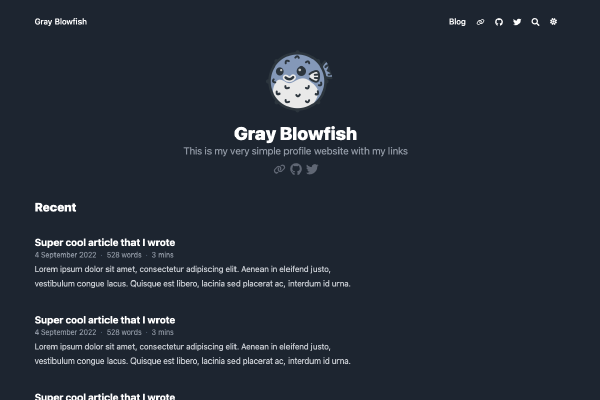 Gray Blowfish
Blog
Gray Blowfish
This is my very simple profile website with my links
Recent
Super cool article that I wrote
4 September 2022 · 528 words · 3 mins
Lorem ipsum dolor sit amet, consectetur adipiscing elit. Aenean in eleifend justo,
vestibulum congue lacus. Quisque est libero, lacinia sed placerat ac, interdum id urna.
Super cool article that I wrote
4 September 2022 · 528 words · 3 mins
Lorem ipsum dolor sit amet, consectetur adipiscing elit. Aenean in eleifend justo,
vestibulum congue lacus. Quisque est libero, lacinia sed placerat ac, interdum id urna.
Super cool article that I wrote